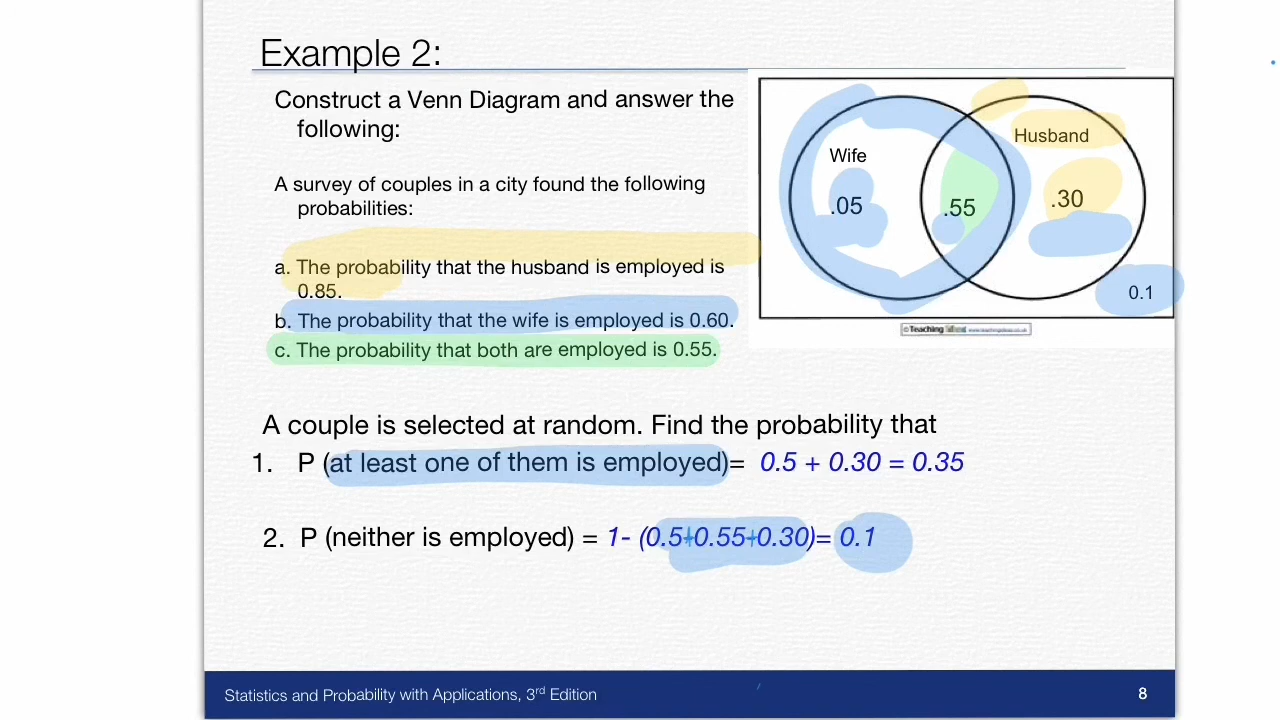 Example 2:
Construct a Venn Diagram and answer the
following:
A survey of couples in a city found the following
probabilities:
a. The probability that the husband is employed is
0.85.
b. The probability that the wife is employed is 0.60.
c. The probability that both are employed is 0.55.
Wife
Husband
.05
.55
.30
0.1
© Teaching
www.teachingideas.co.uk
A couple is selected at random. Find the probability that
1. P (at least one of them is employed)= 0.5 + 0.30 = 0.35
2. P (neither is employed) = 1- (0.5+0.55+0.30)= 0.1
Statistics and Probability with Applications, 3rd Edition
8